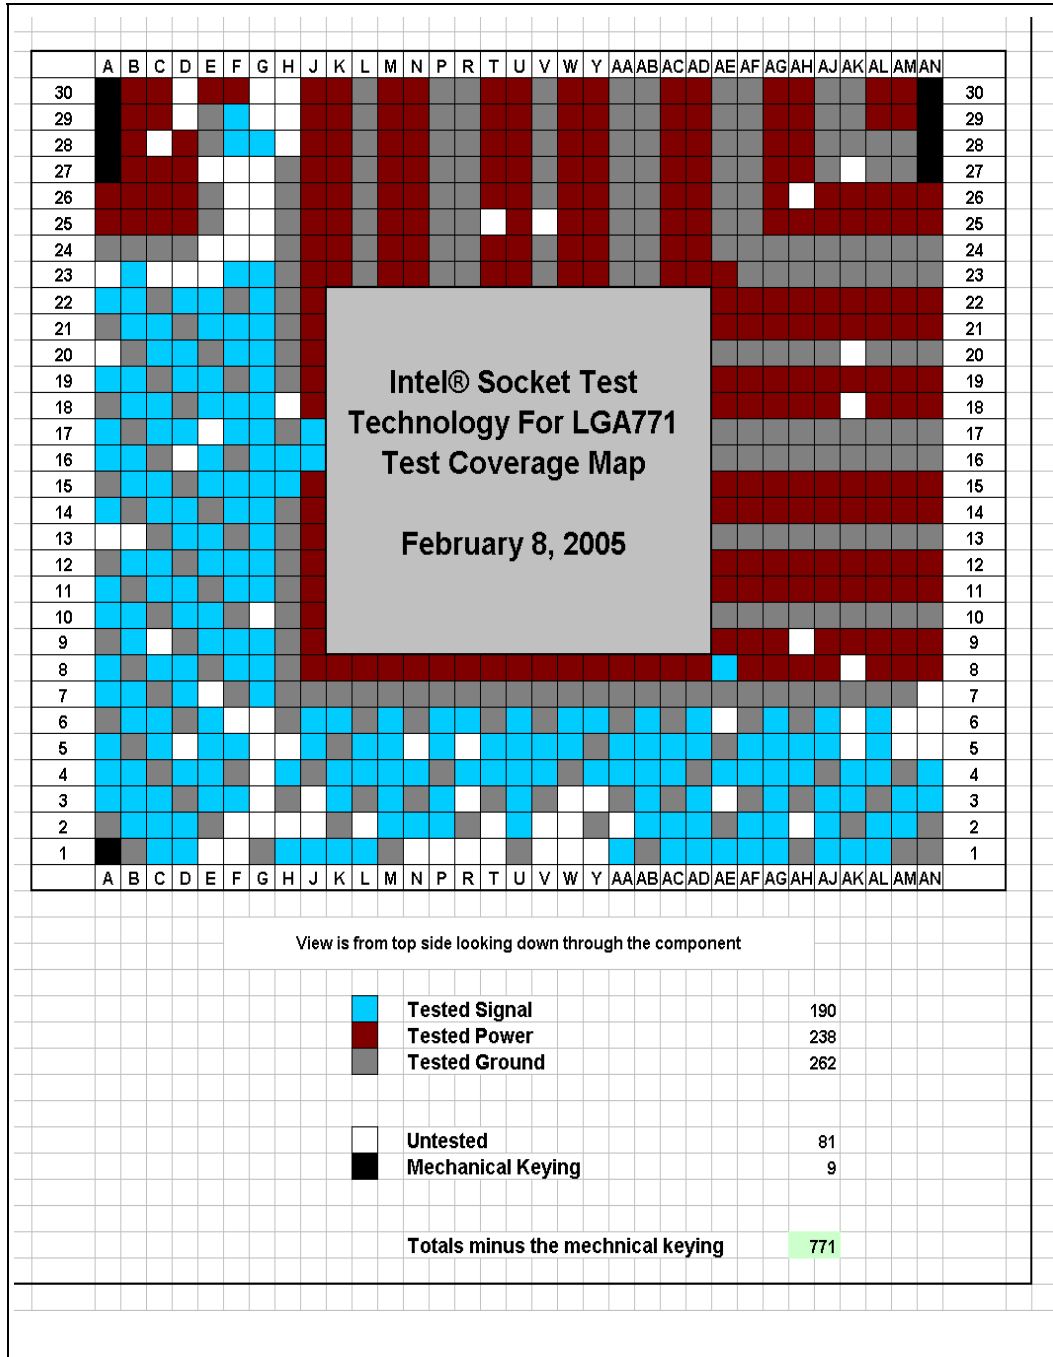 A B C D E F G H J K L M N P R T U V W Y AA AB AC AD AE AF AG AH AJ AK AL AM AN
30 30
29 29
28 28
27 27
26 26
25 25
24 24
23 23
22 22
21 21
20 20
19 19
18 18
17 17
16 16
15 15
14 14
13 13
12 12
11 11
10 10
9 9
8 8
7 7
6 6
5 5
4 4
3 3
2 2
1 1
A B C D E F G H J K L M N P R T U V W Y AA AB AC AD AE AF AG AH AJ AK AL AM AN
Intel® Socket Test
Technology For LGA771
Test Coverage Map
February 8, 2005
View is from top side looking down through the component
Tested Signal 190
Tested Power 238
Tested Ground 262
Untested 81
Mechanical Keying 9
Totals minus the mechnical keying 771